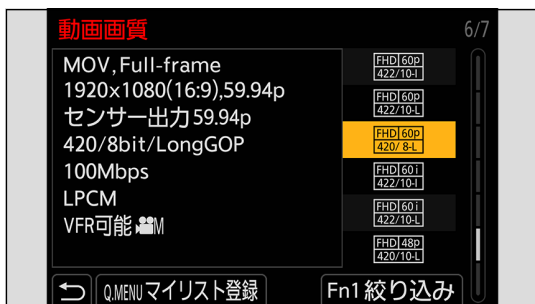 動画画質
6/7
MOV,Full-frame
1920x1080(16:9),59.94p
センサー出力59.94p
420/8bit/LongGOP
100Mbps
LPCM
VFR可能 M
FHD 60p
422/10-I
FHD 60p
422/10-L
FHD 60p
420/ 8-L
FHD 60i
422/10-I
FHD 60i
422/10-L
FHD 48p
420/10-L
Q.MENU マイリスト登録
Fn1 絞り込み